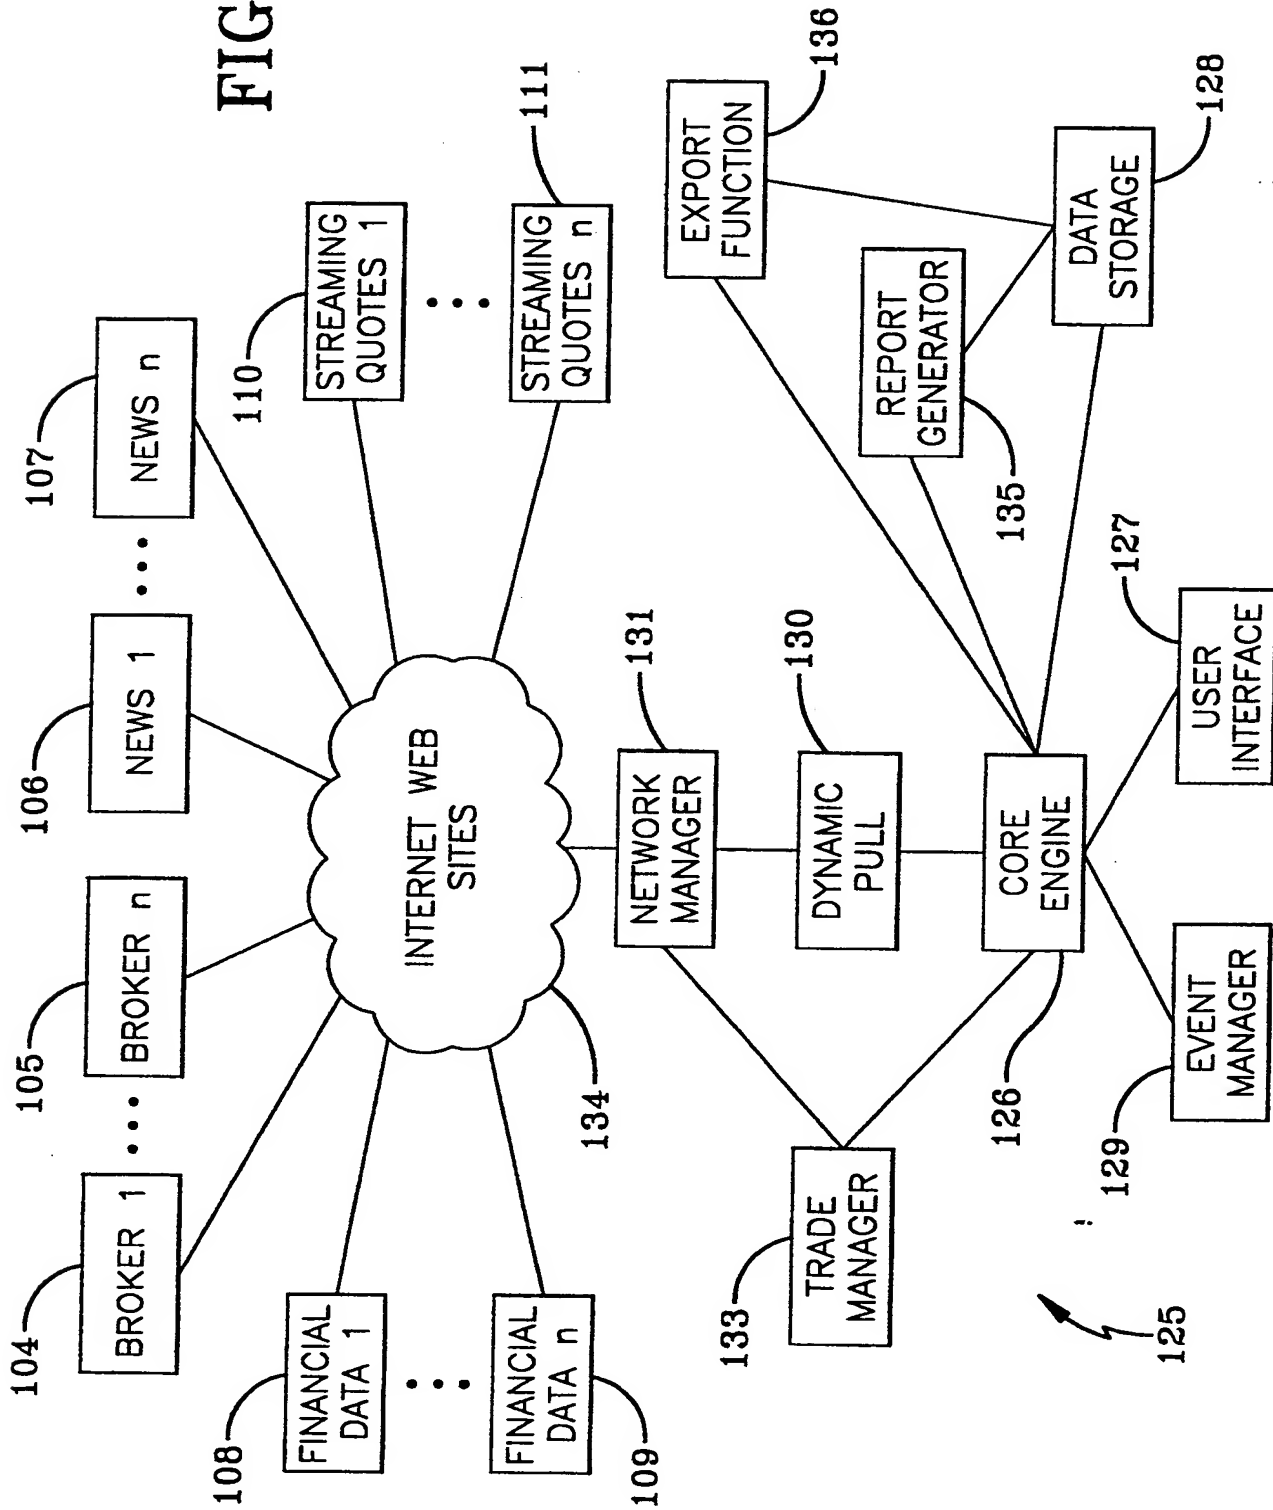 104
105
106
107
BROKER 1
• • •
BROKER n
NEWS 1
• • •
NEWS n
FIG
108
110
FINANCIAL
DATA 1
STREAMING
QUOTES 1
• • •
INTERNET WEB
SITES
• • •
FINANCIAL
DATA n
STREAMING
QUOTES n
111
109
134
131
NETWORK
MANAGER
EXPORT
FUNCTION
136
133
130
TRADE
MANAGER
DYNAMIC
PULL
REPORT
GENERATOR
135
126
CORE
ENGINE
DATA
STORAGE
128
129
127
125
EVENT
MANAGER
USER
INTERFACE